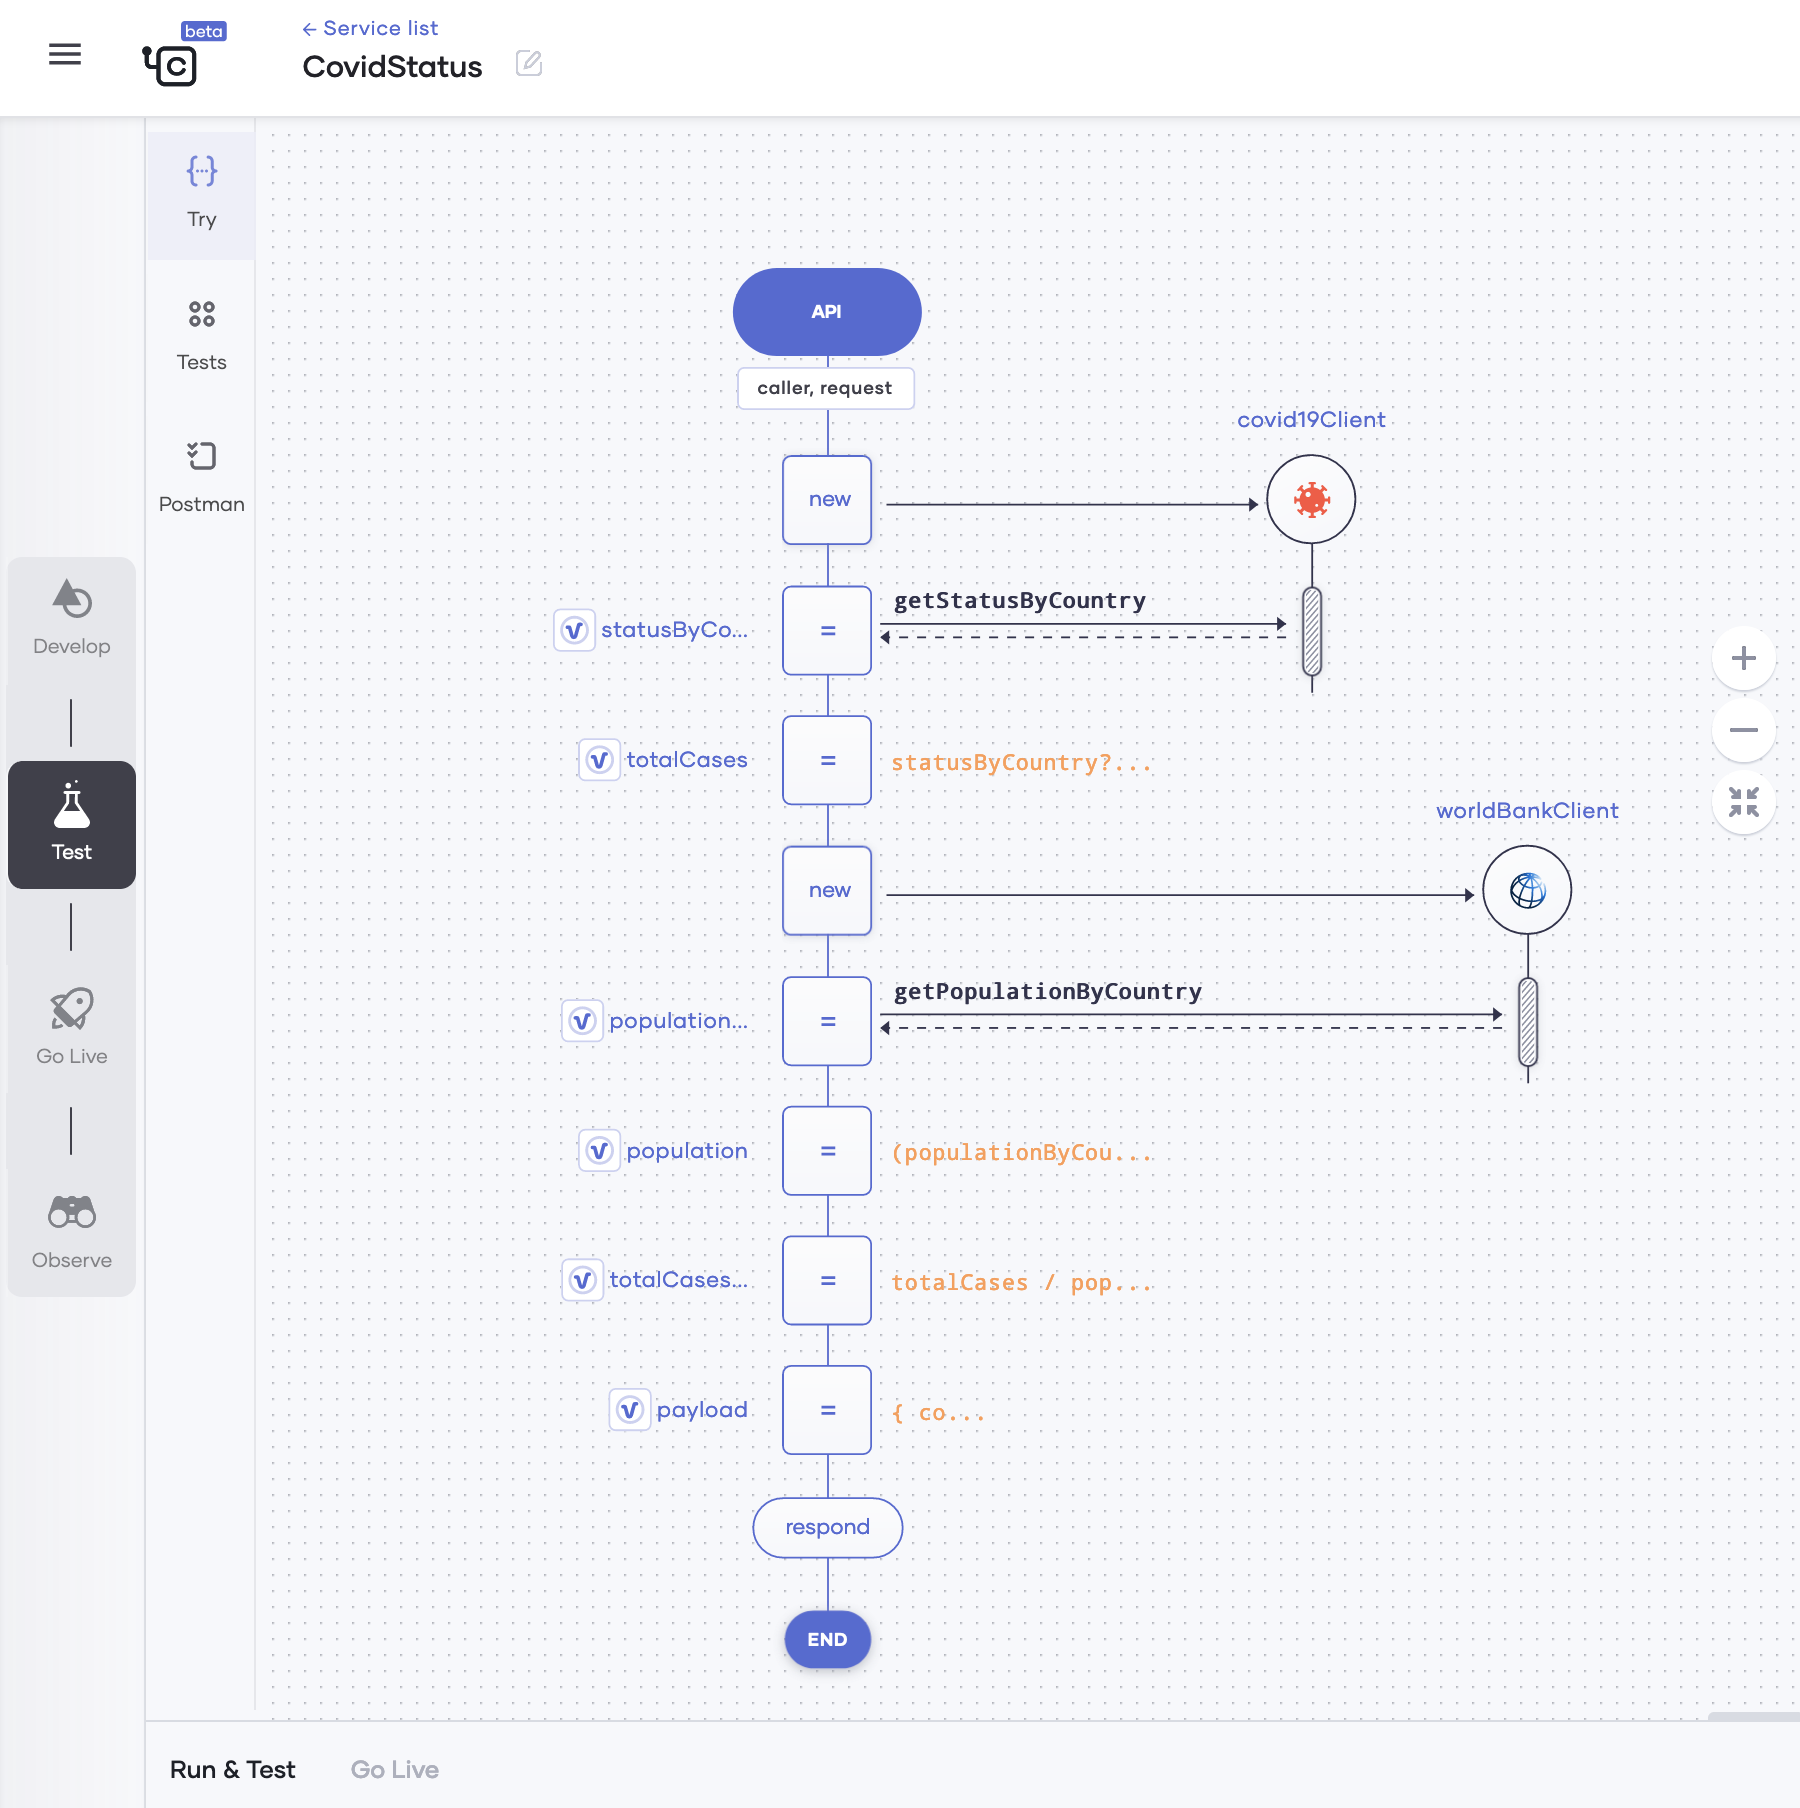 beta
← Service list
CovidStatus
Try
Tests
Postman
Develop
Test
Go Live
Observe
API
caller, request
covid19Client
new
getStatusByCountry
statusByCo...
=
totalCases
=
statusByCountry?...
worldBankClient
new
getPopulationByCountry
population...
=
population
=
(populationByCou...
totalCases...
=
totalCases / pop...
payload
=
{ co...
respond
END
Run & Test
Go Live